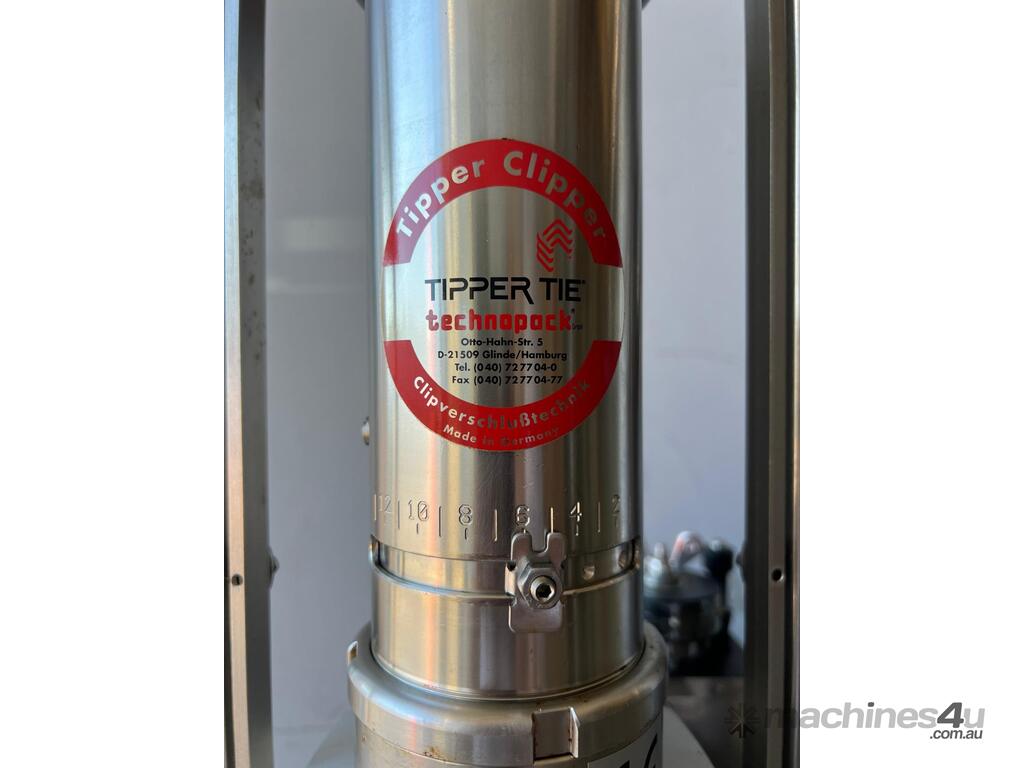 Tipper Clipper
TIPPER TIE
technopack
Otto-Hahn-Str. 5
D-21509 Glinde/Hamburg
Tel. (040) 727704-0
Fax (040) 727704-77
Clipverschlußtechnik
Made in Germany
12 10 8 6 4 2
machines4u
.com.au